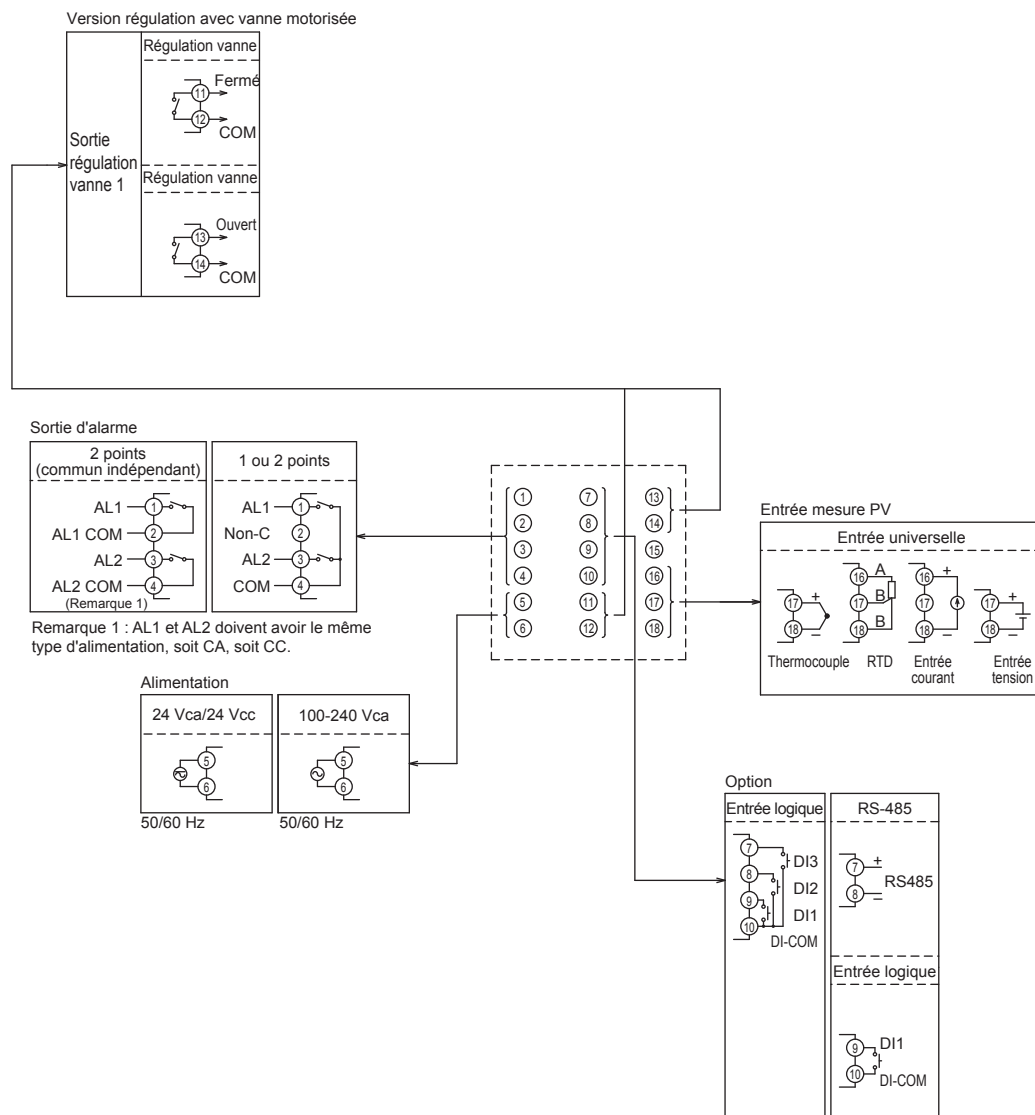 Version régulation avec vanne motorisée
Régulation vanne
Fermé
11
12
COM
Sortie
régulation
vanne 1
Régulation vanne
Ouvert
13
14
COM
Sortie d'alarme
2 points
(commun indépendant)
AL1
1
AL1 COM
2
AL2
3
AL2 COM
4
(Remarque 1)
1 ou 2 points
AL1
1
Non-C
2
AL2
3
COM
4
Remarque 1 : AL1 et AL2 doivent avoir le même
type d'alimentation, soit CA, soit CC.
1 7 13
2 8 14
3 9 15
4 10 16
5 11 17
6 12 18
Entrée mesure PV
Entrée universelle
17 +
18 –
Thermocouple
16 A
17 B
18 B
RTD
16 +
17
18 –
Entrée
courant
17 +
18 –
Entrée
tension
Alimentation
24 Vca/24 Vcc
5
6
50/60 Hz
100-240 Vca
5
6
50/60 Hz
Option
Entrée logique
7
DI3
8
DI2
9
DI1
10
DI-COM
RS-485
7 +
RS485
8 –
Entrée logique
9 DI1
10 DI-COM